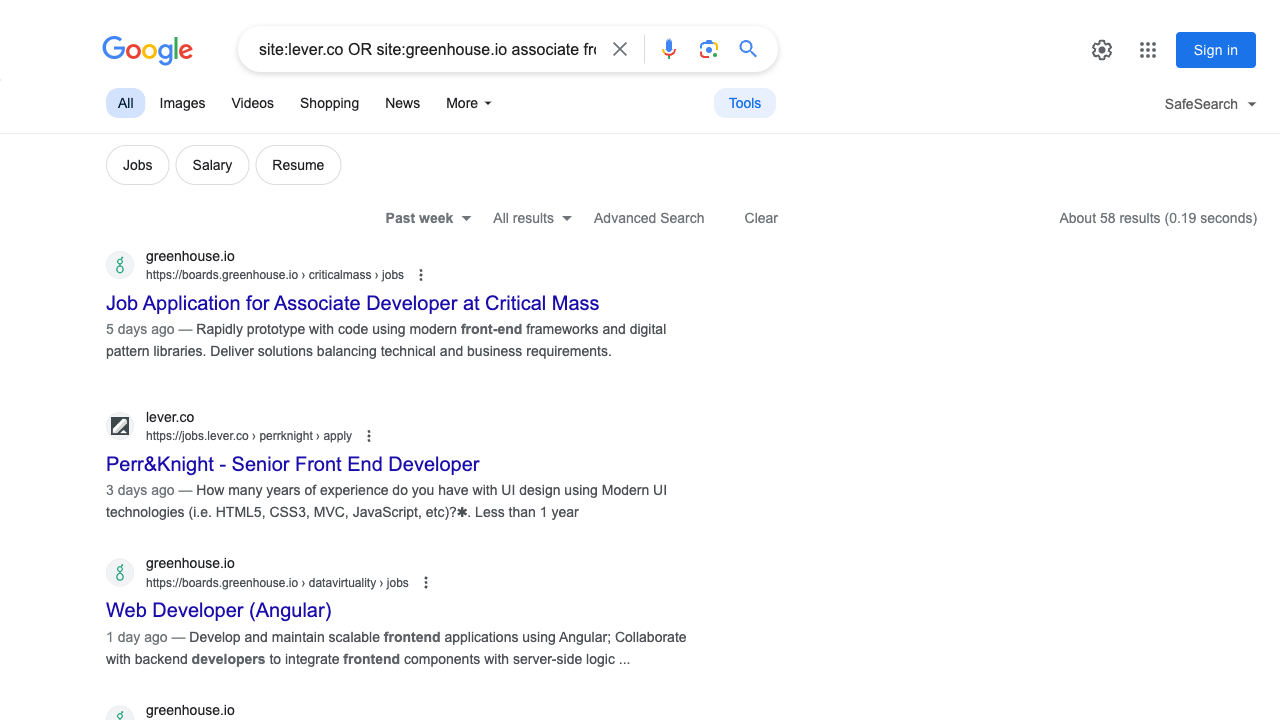 Google
site:lever.co OR site:greenhouse.io associate fro
Sign in
All Images Videos Shopping News More
Tools
SafeSearch
Jobs Salary Resume
Past week All results Advanced Search Clear
About 58 results (0.19 seconds)
greenhouse.io
https://boards.greenhouse.io › criticalmass › jobs
Job Application for Associate Developer at Critical Mass
5 days ago — Rapidly prototype with code using modern front-end frameworks and digital
pattern libraries. Deliver solutions balancing technical and business requirements.
lever.co
https://jobs.lever.co › perrknight › apply
Perr&Knight - Senior Front End Developer
3 days ago — How many years of experience do you have with UI design using Modern UI
technologies (i.e. HTML5, CSS3, MVC, JavaScript, etc)?✱. Less than 1 year
greenhouse.io
https://boards.greenhouse.io › datavirtuality › jobs
Web Developer (Angular)
1 day ago — Develop and maintain scalable frontend applications using Angular; Collaborate
with backend developers to integrate frontend components with server-side logic ...
greenhouse.io